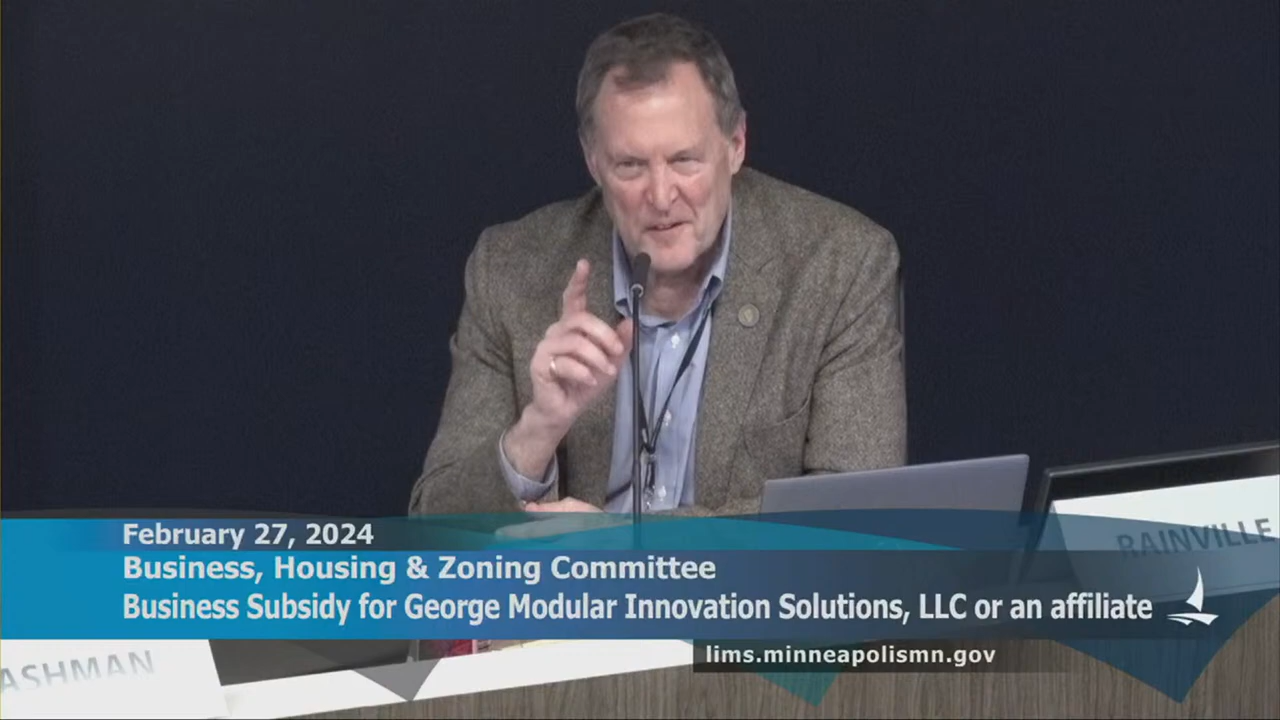 RAINVILLE
February 27, 2024
Business, Housing & Zoning Committee
Business Subsidy for George Modular Innovation Solutions, LLC or an affiliate
lims.minneapolismn.gov
ASHMAN